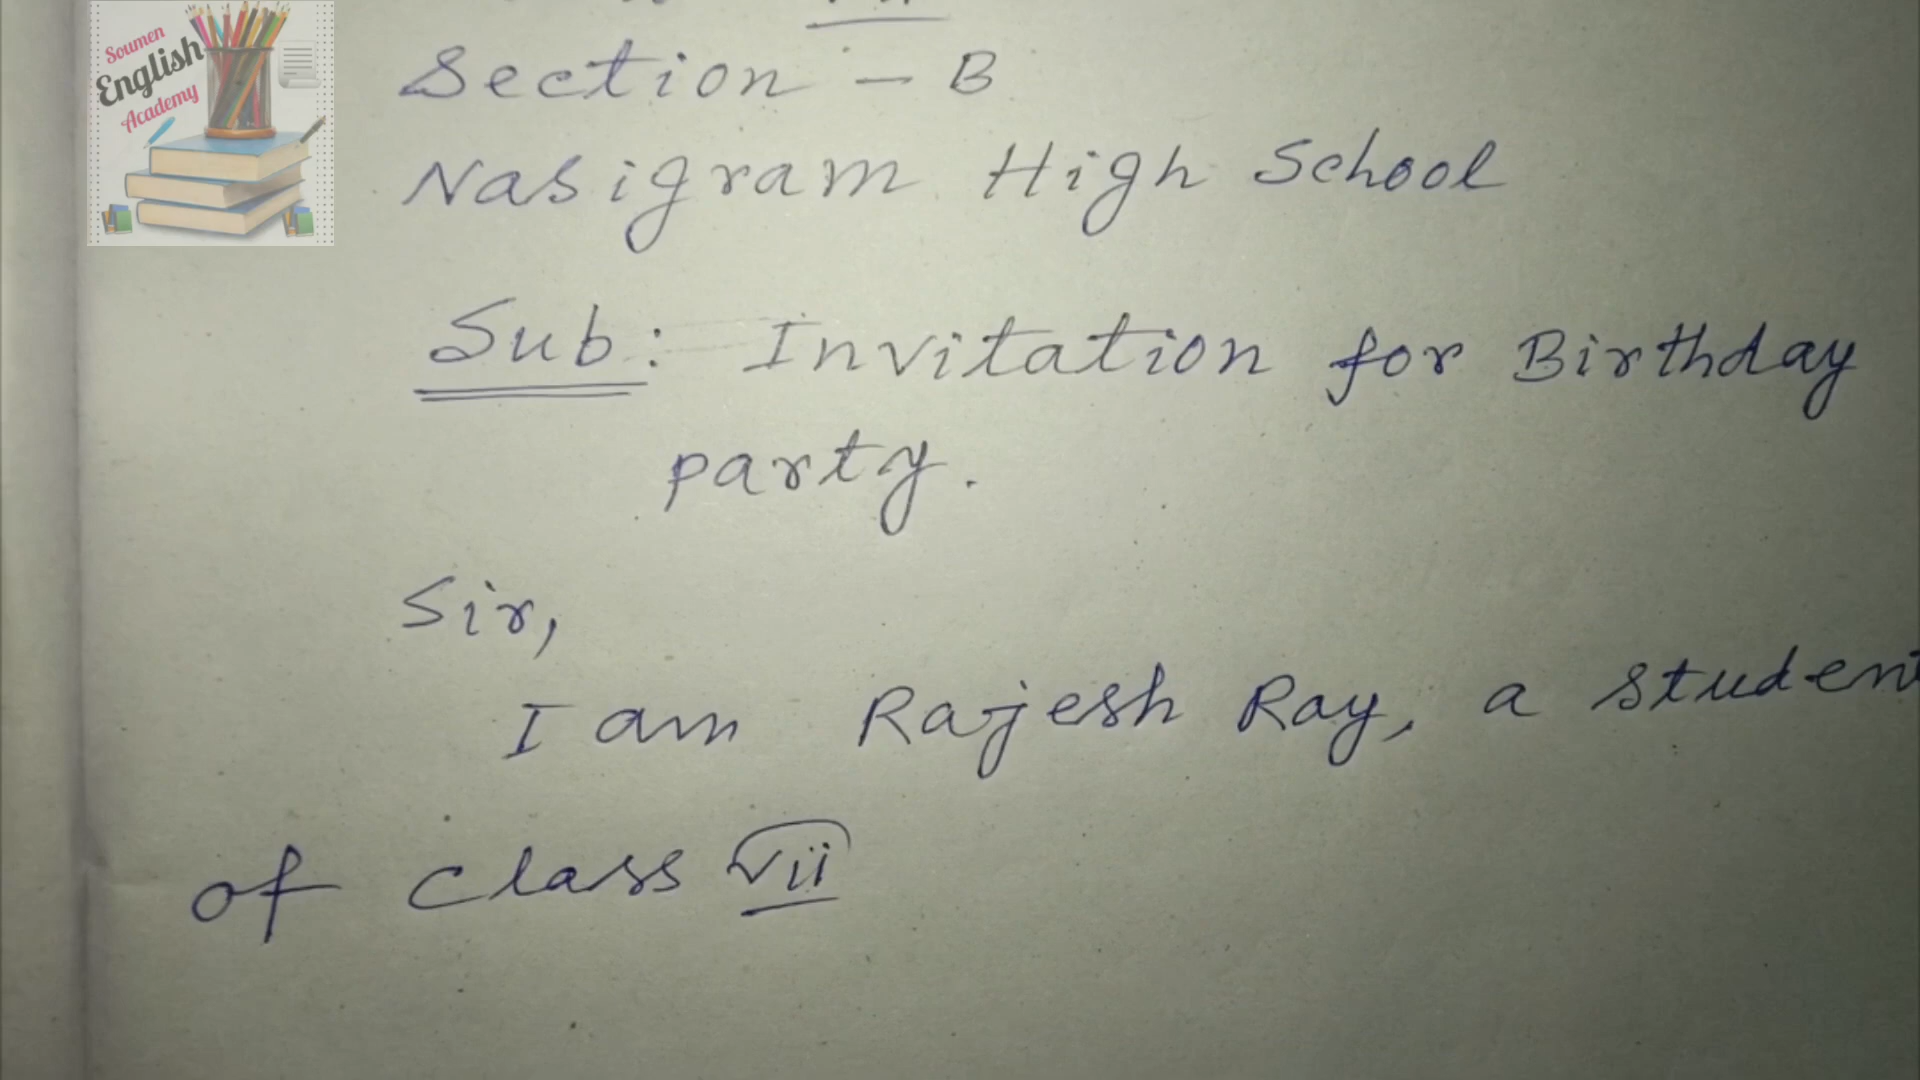 Soumen
English
Academy
Section - B
Nasigram High School
Sub: Invitation for Birthday
party.
Sir,
I am Rajesh Ray, a student
of class vii